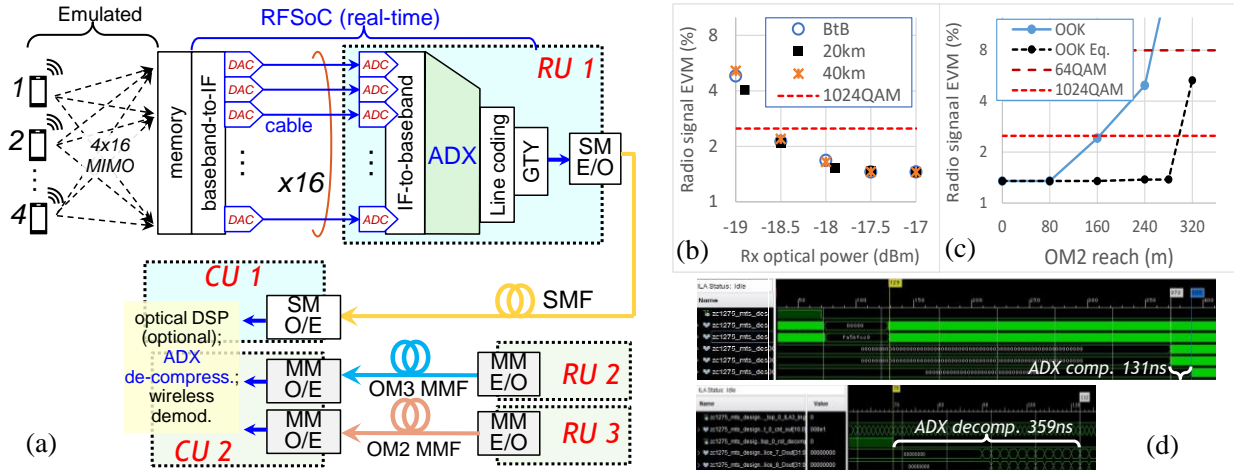 Emulated
RFSoC (real-time)
1
2
4
4x16
MIMO
memory
baseband-to-IF
DAC
DAC
DAC
DAC
cable
x16
ADC
ADC
ADC
ADC
IF-to-baseband
ADX
Line coding
GTY
RU 1
SM
E/O
SMF
CU 1
SM
O/E
optical DSP
(optional);
ADX
de-compress.;
wireless
demod.
MM
O/E
MM
O/E
CU 2
OM3 MMF
OM2 MMF
MM
E/O
MM
E/O
RU 2
RU 3
(a)
Radio signal EVM (%)
8
4
2
1
BtB
20km
40km
1024QAM
-19 -18.5 -18 -17.5 -17
Rx optical power (dBm)
(b)
Radio signal EVM (%)
8
4
2
1
OOK
OOK Eq.
64QAM
1024QAM
0 80 160 240 320
OM2 reach (m)
(c)
ILA Status: Idle
Name
zc1275_mts_des
zc1275_mts_des
zc1275_mts_des
zc1275_mts_des
zc1275_mts_des
ADX comp. 131ns
ILA Status: Idle
Name Value
ADX decomp. 359ns
(d)